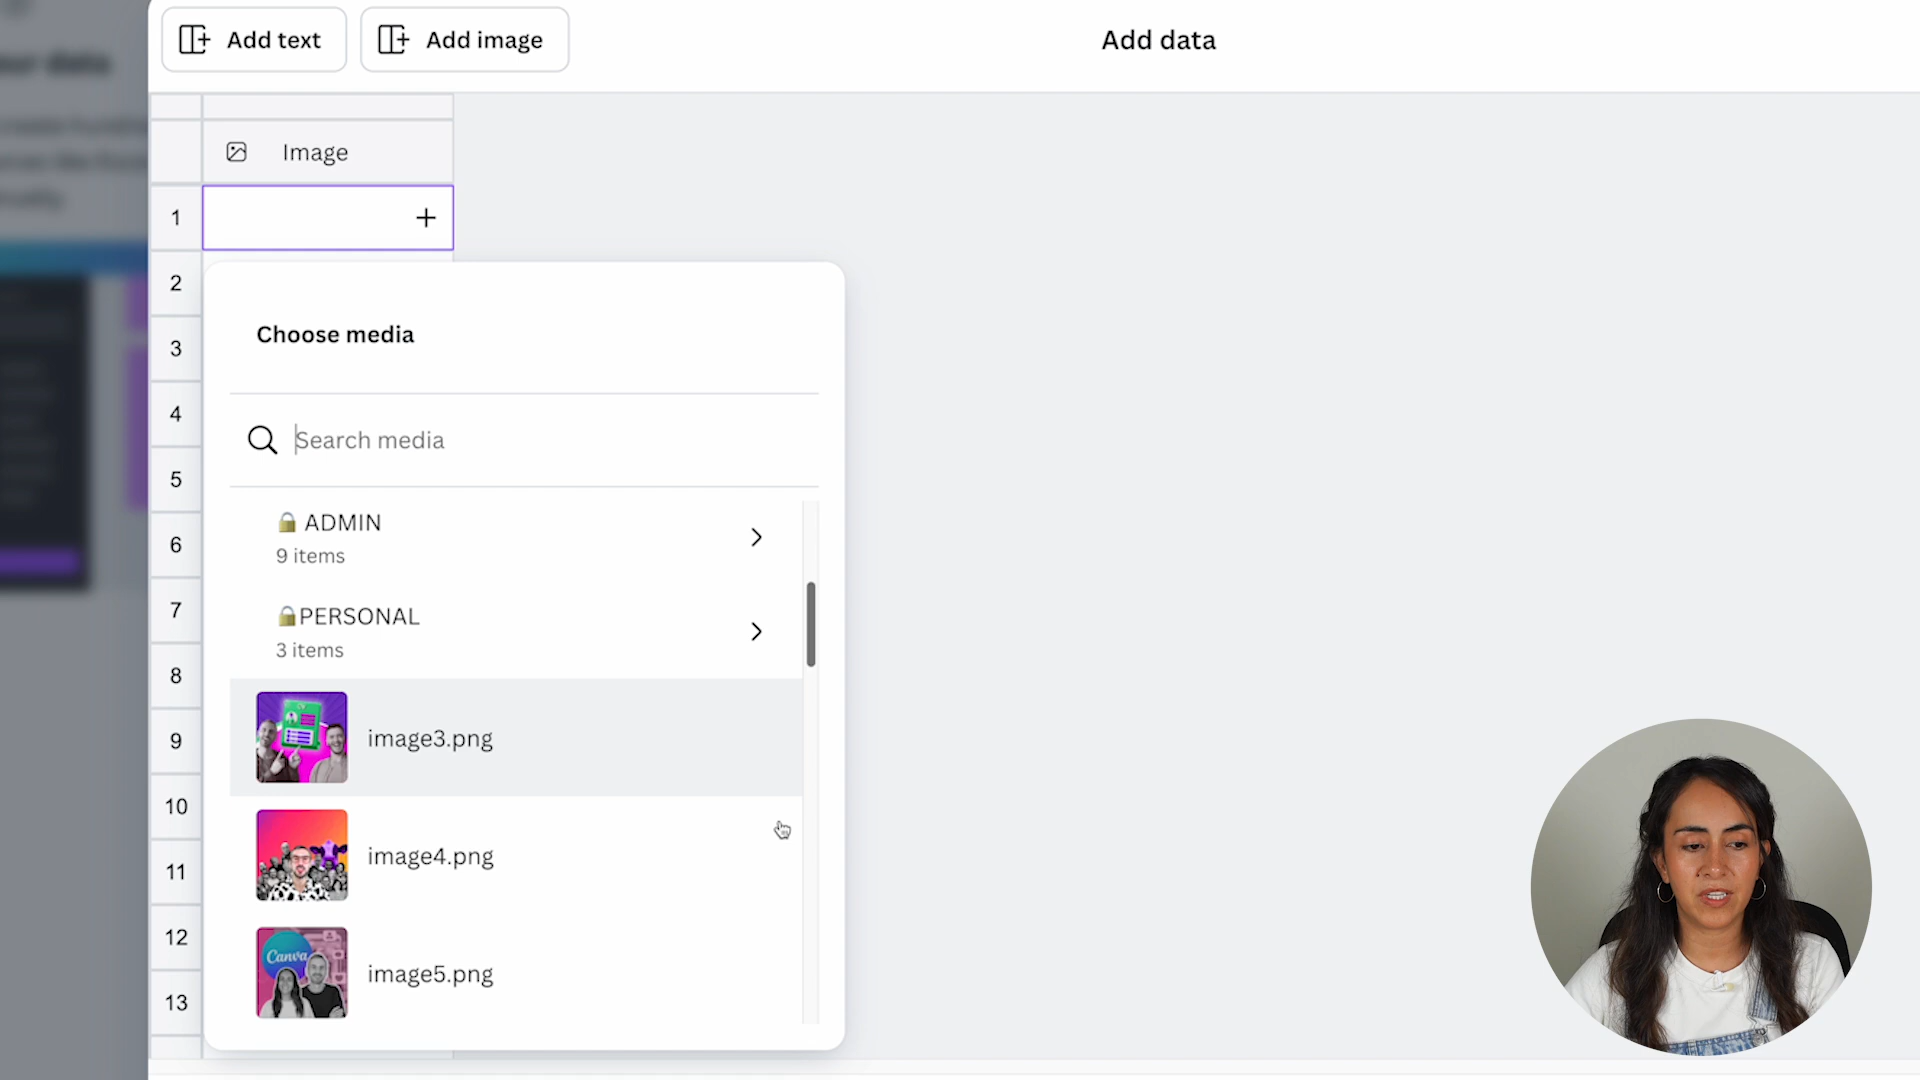 Add text
Add image
Add data
Image
1
2
3
4
5
6
7
8
9
10
11
12
13
Choose media
Search media
ADMIN
9 items
PERSONAL
3 items
image3.png
image4.png
Canva
image5.png